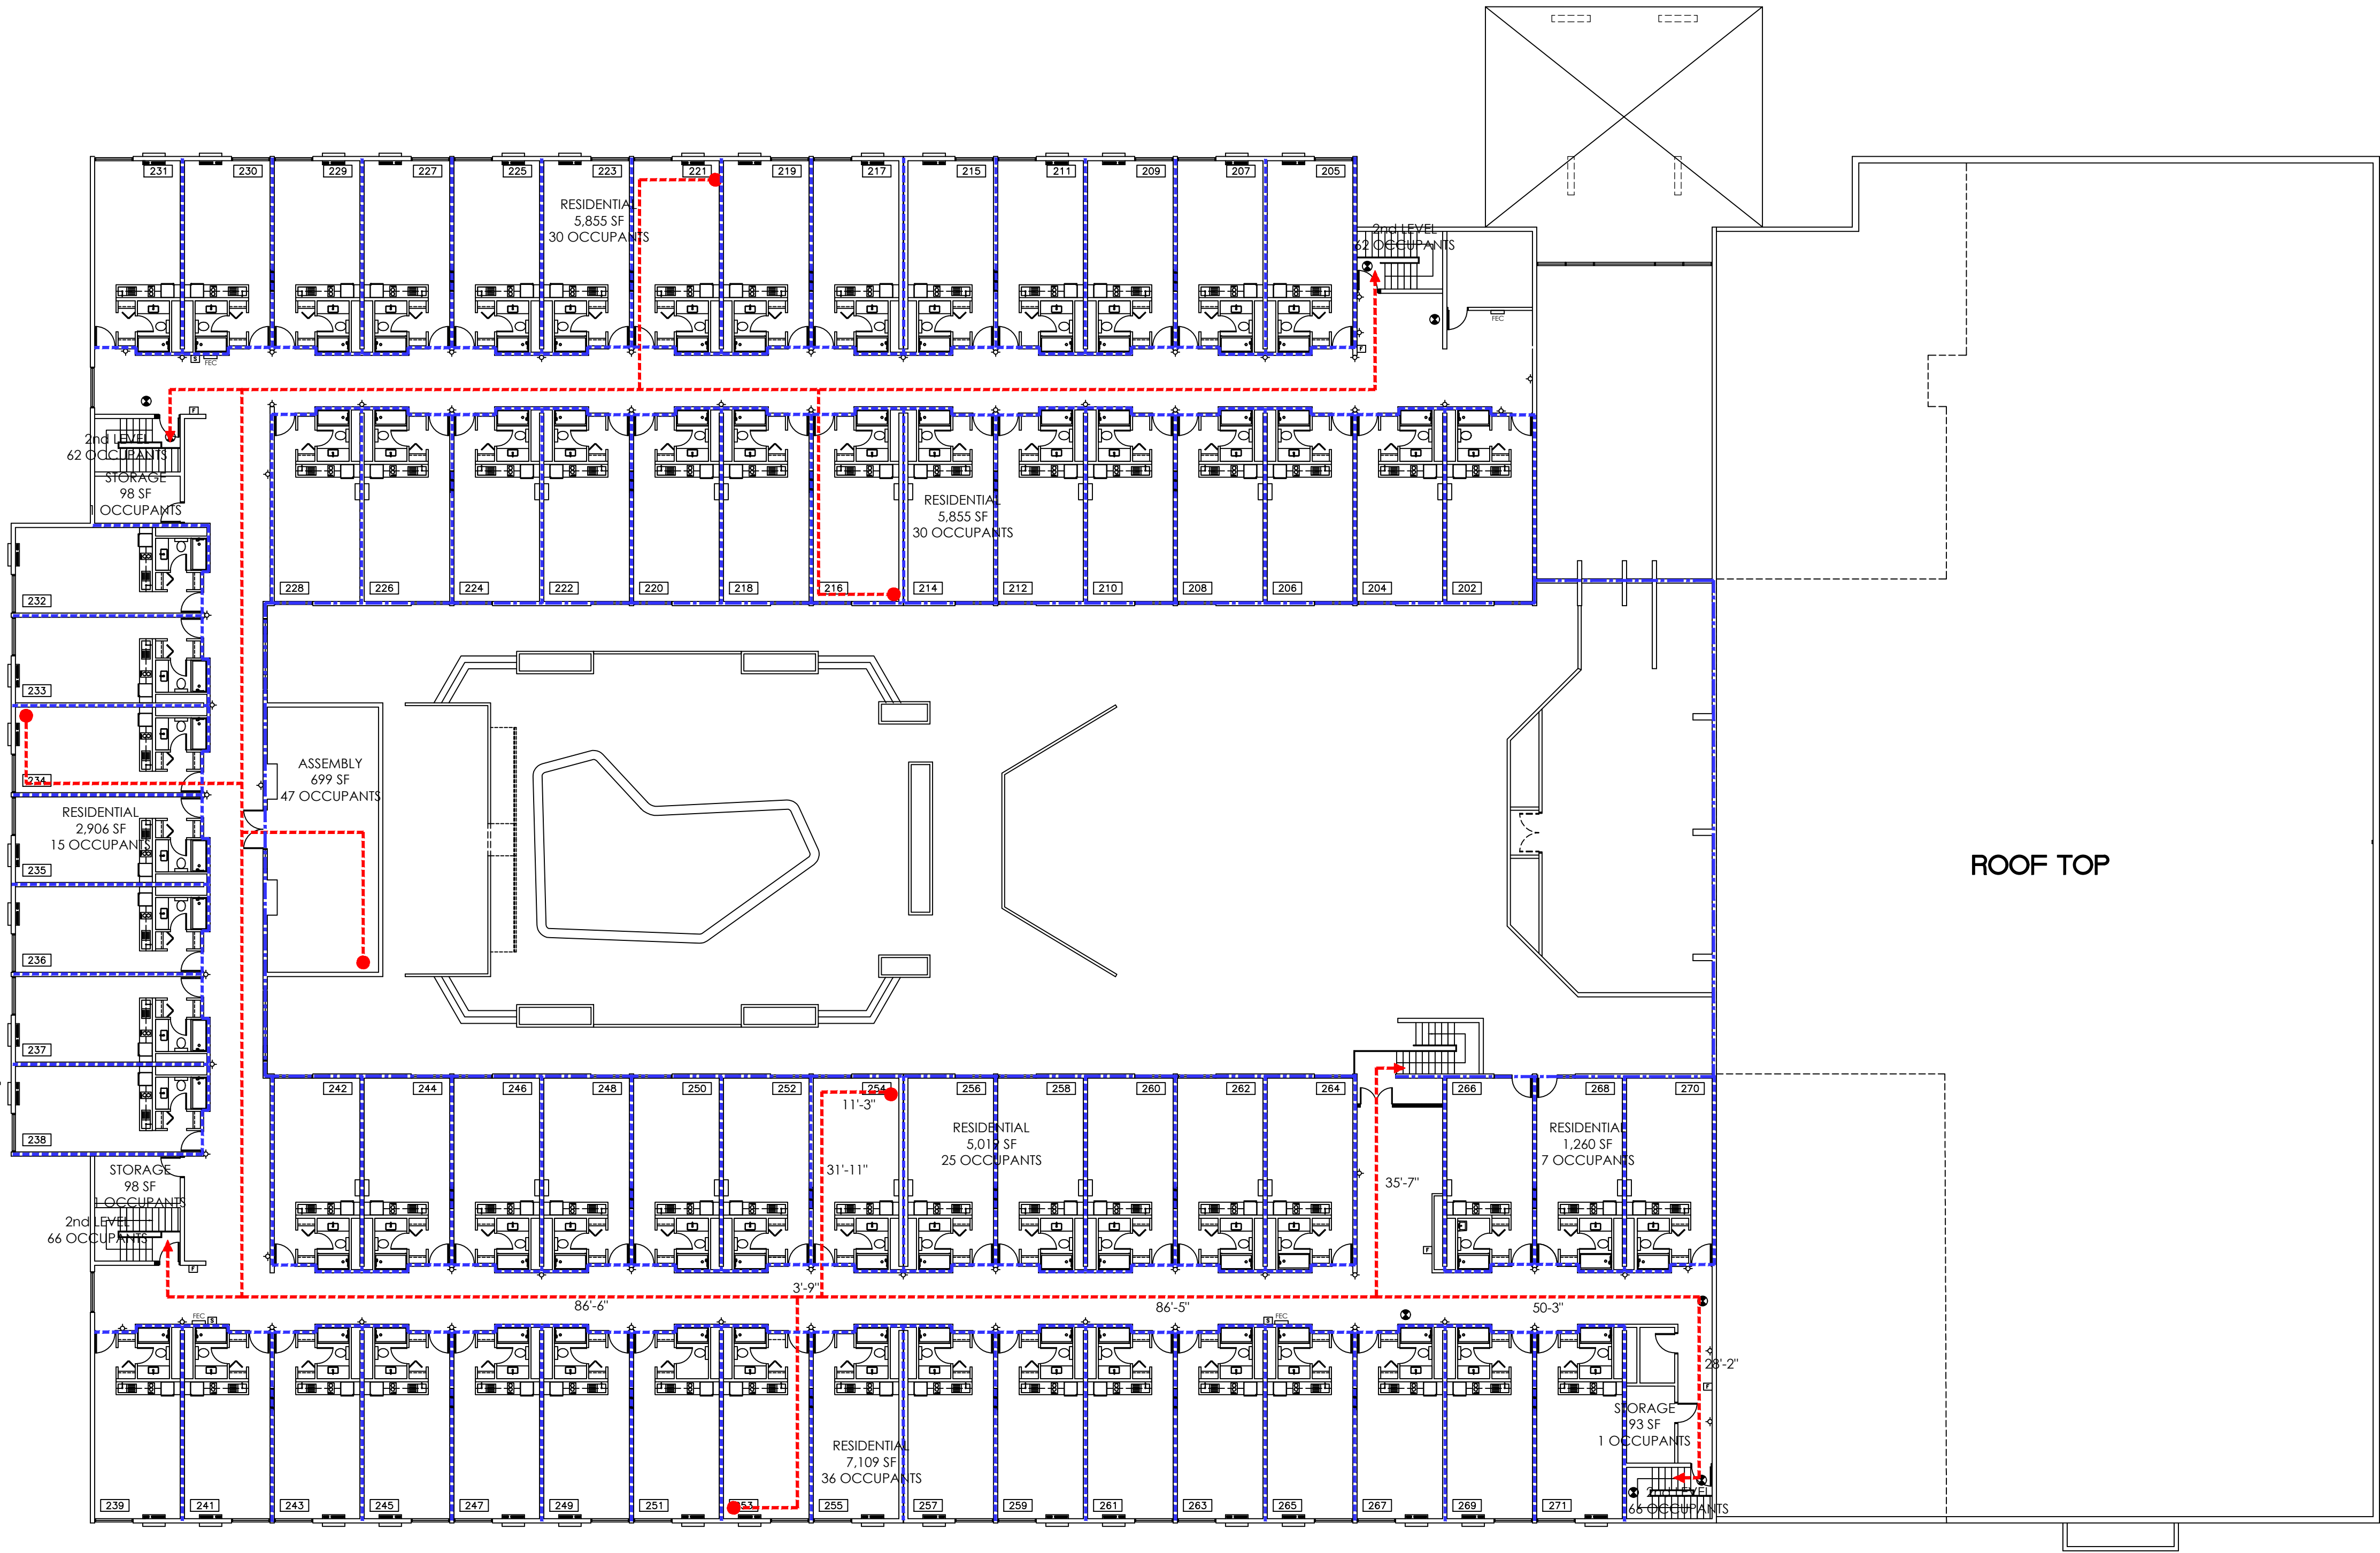 231
230
229
227
225
223
221
219
217
215
211
209
207
205
RESIDENTIAL
5,855 SF
30 OCCUPANTS
2nd LEVEL
62 OCCUPANTS
FEC
F
S
FEC
F
2nd LEVEL
62 OCCUPANTS
STORAGE
98 SF
1 OCCUPANTS
RESIDENTIAL
5,855 SF
30 OCCUPANTS
228
226
224
222
220
218
216
214
212
210
208
206
204
202
232
233
234
RESIDENTIAL
2,906 SF
15 OCCUPANTS
235
236
237
238
ASSEMBLY
699 SF
47 OCCUPANTS
ROOF TOP
242
244
246
248
250
252
254
256
258
260
262
264
266
268
270
11'-3"
31'-11"
RESIDENTIAL
5,019 SF
25 OCCUPANTS
RESIDENTIAL
1,260 SF
7 OCCUPANTS
35'-7"
STORAGE
98 SF
1 OCCUPANTS
2nd LEVEL
66 OCCUPANTS
F
F
3'-9"
86'-6"
86'-5"
50-3"
FEC
S
S
FEC
28'-2"
F
STORAGE
93 SF
1 OCCUPANTS
RESIDENTIAL
7,109 SF
36 OCCUPANTS
2nd LEVEL
66 OCCUPANTS
239
241
243
245
247
249
251
253
255
257
259
261
263
265
267
269
271